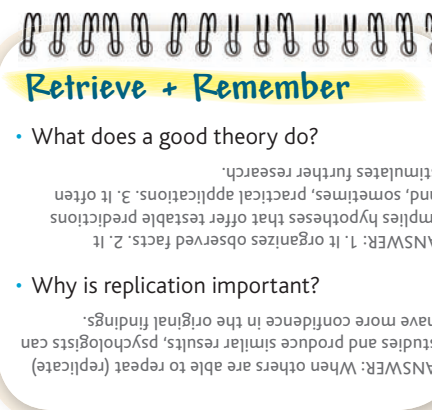 Retrieve + Remember
• What does a good theory do?
ANSWER: 1. It organizes observed facts. 2. It
mplies hypotheses that offer testable predictions
and, sometimes, practical applications. 3. It often
stimulates further research.
• Why is replication important?
ANSWER: When others are able to repeat (replicate)
studies and produce similar results, psychologists can
have more confidence in the original findings.